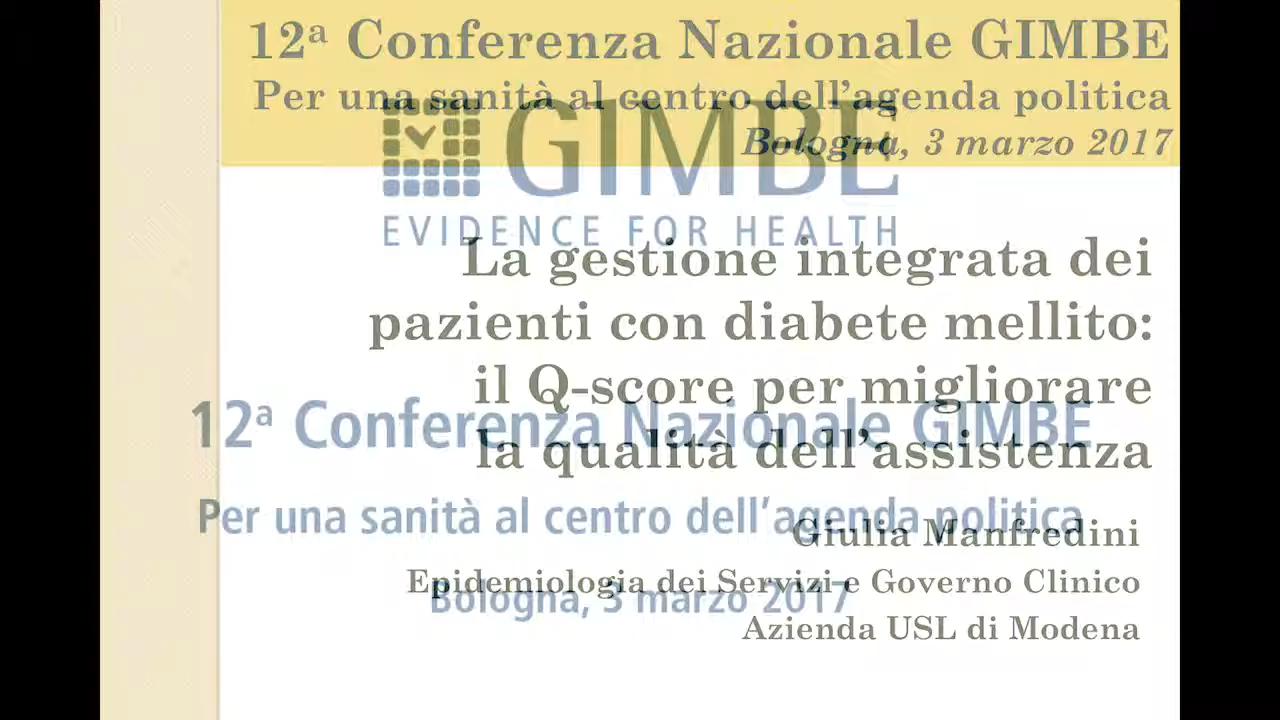 12ª Conferenza Nazionale GIMBE
Per una sanità al centro dell'agenda politica
Bologna, 3 marzo 2017
GIMBE
EVIDENCE FOR HEALTH
La gestione integrata dei
pazienti con diabete mellito:
il Q-score per migliorare
la qualità dell'assistenza
12ª Conferenza Nazionale GIMBE
Per una sanità al centro dell'agenda politica
Bologna, 3 marzo 2017
Giulia Manfredini
Epidemiologia dei Servizi e Governo Clinico
Azienda USL di Modena